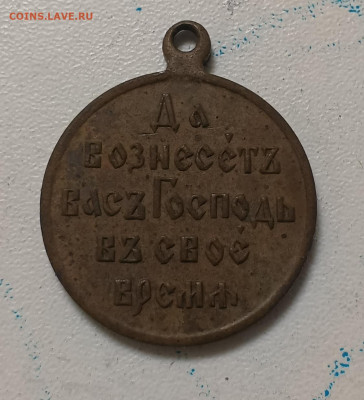 COINS.LAVE.RU
Да
вознесетъ
васъ Господь
въ свое
время.